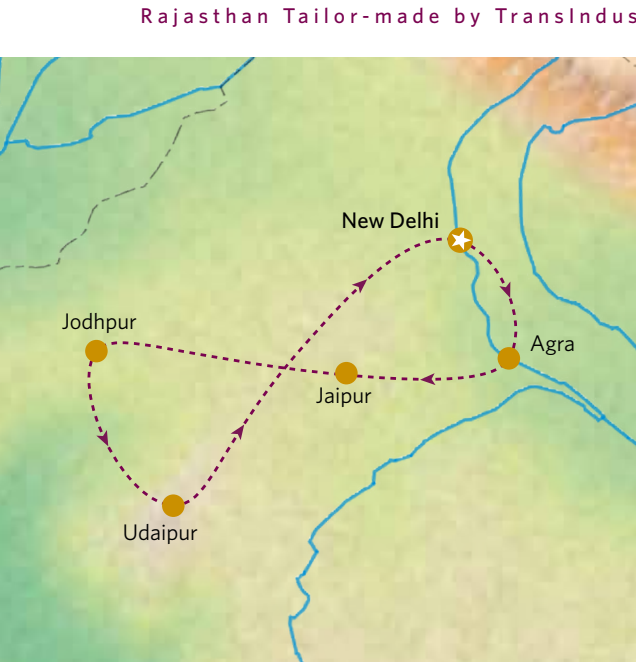 Rajasthan Tailor-made by TransIndus
New Delhi
Jodhpur
Agra
Jaipur
Udaipur